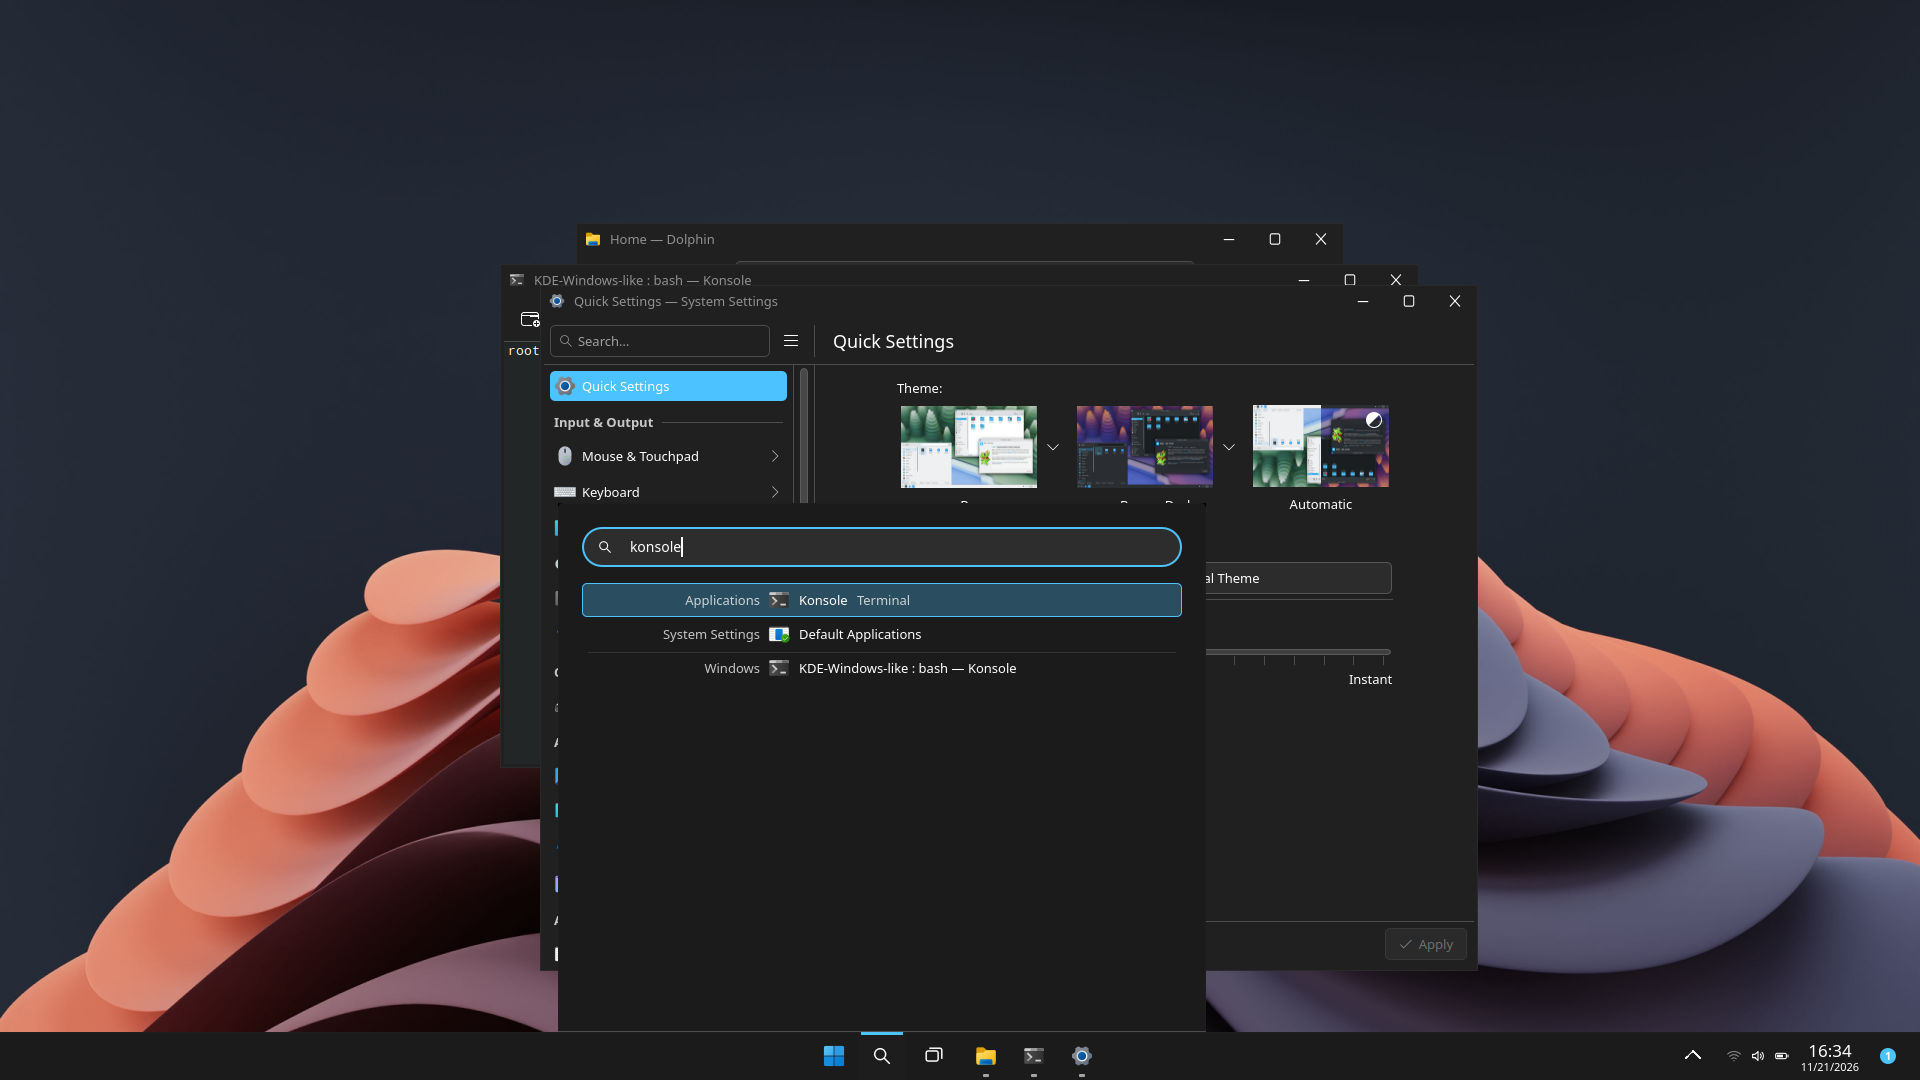 Home — Dolphin
KDE-Windows-like : bash — Konsole
Quick Settings — System Settings
root
Search...
Quick Settings
Quick Settings
Theme:
Input & Output
Mouse & Touchpad
Keyboard
Automatic
konsole
al Theme
Applications Konsole Terminal
System Settings Default Applications
Windows KDE-Windows-like : bash — Konsole
Instant
Apply
16:34
11/21/2026
1